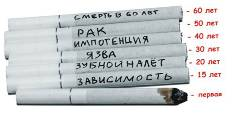 СМЕРТЬ В 60 ЛЕТ - 60 лет
РАК - 50 лет
ИМПОТЕНЦИЯ - 40 лет
ЯЗВА - 30 лет
ЗУБНОЙ НАЛЕТ - 20 лет
ЗАВИСИМОСТЬ - 15 лет
- первая